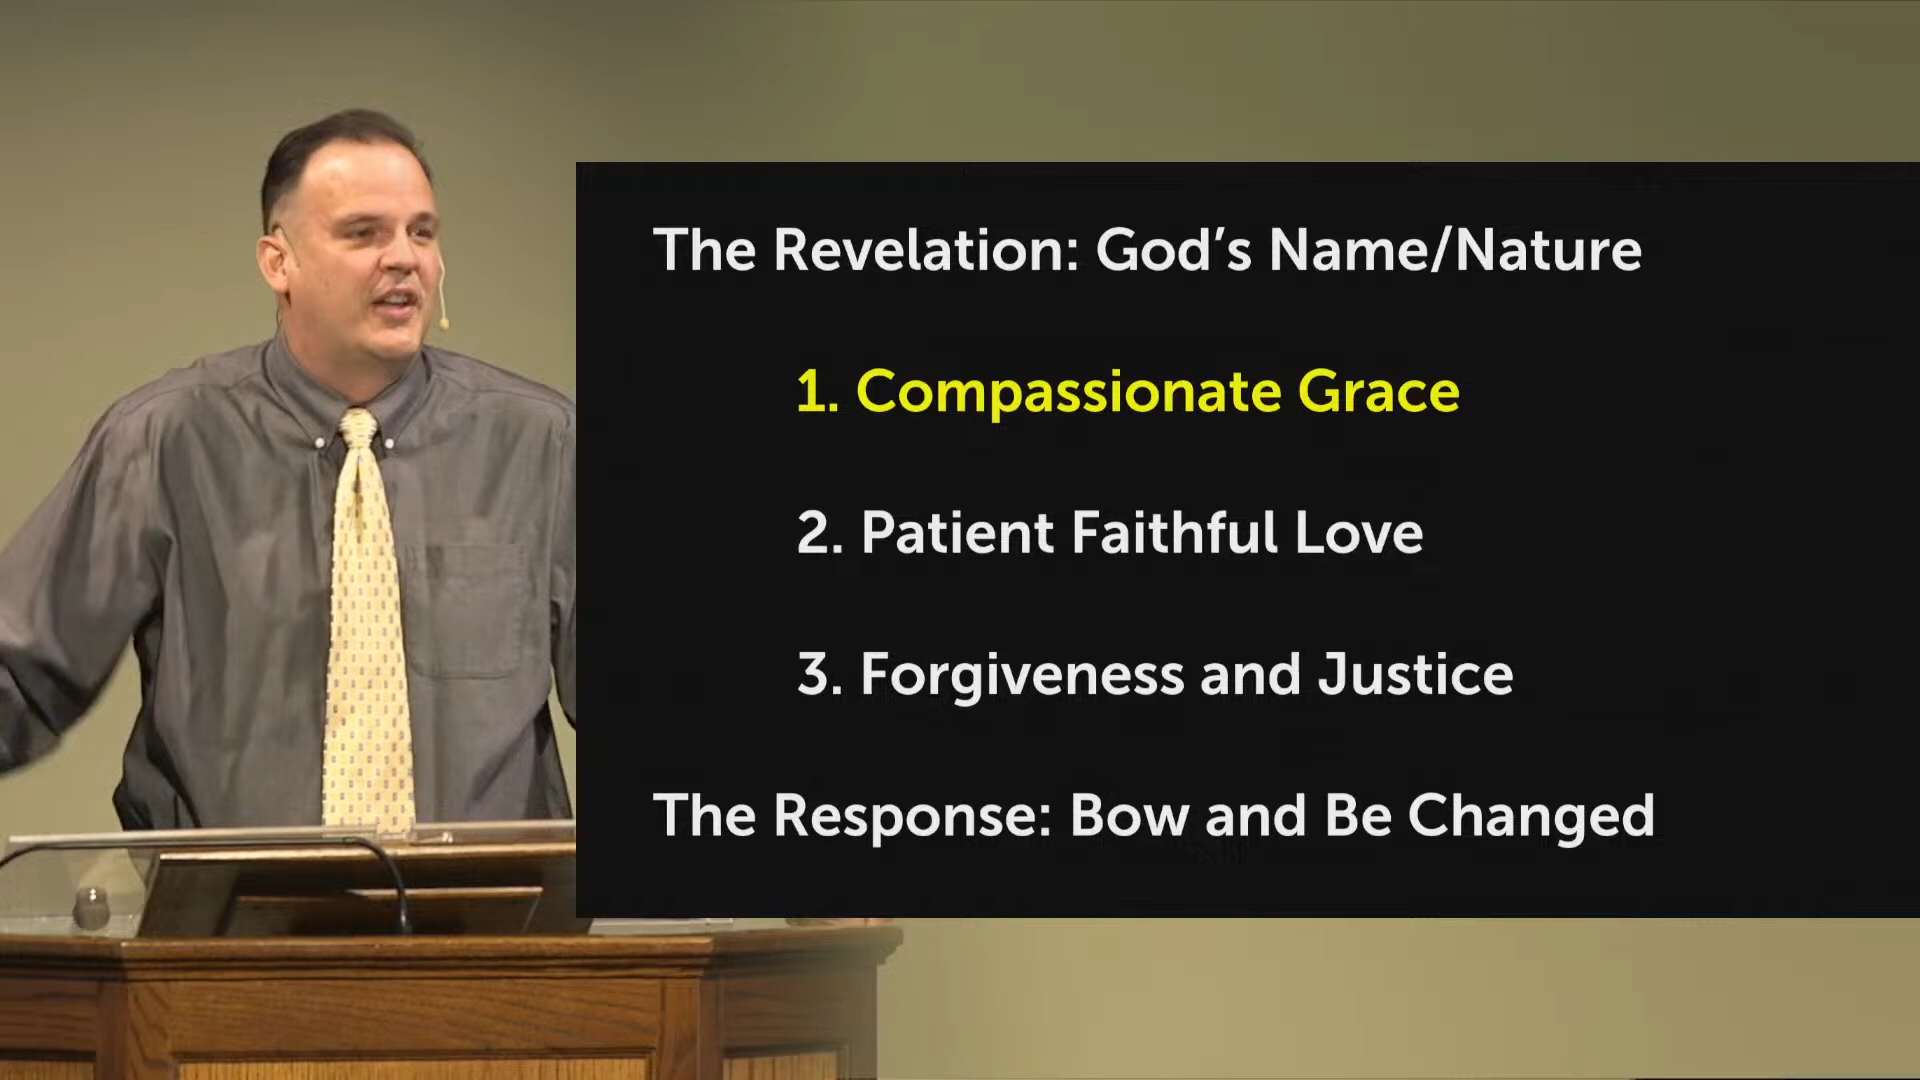 The Revelation: God’s Name/Nature
1. Compassionate Grace
2. Patient Faithful Love
3. Forgiveness and Justice
The Response: Bow and Be Changed